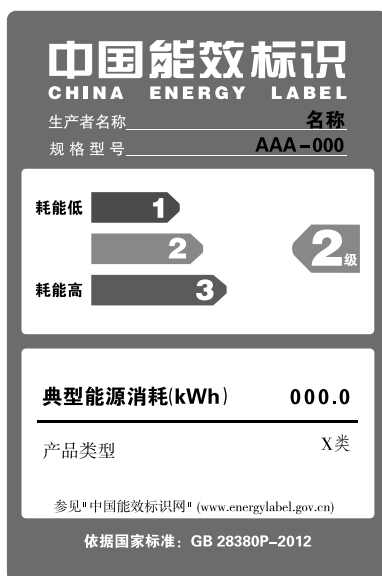 中国能效标识
CHINA ENERGY LABEL
生产者名称 名称
规格型号 AAA-000
耗能低 1
2
2级
耗能高 3
典型能源消耗(kWh) 000.0
产品类型 X类
参见"中国能效标识网" (www.energylabel.gov.cn)
依据国家标准：GB 28380P-2012